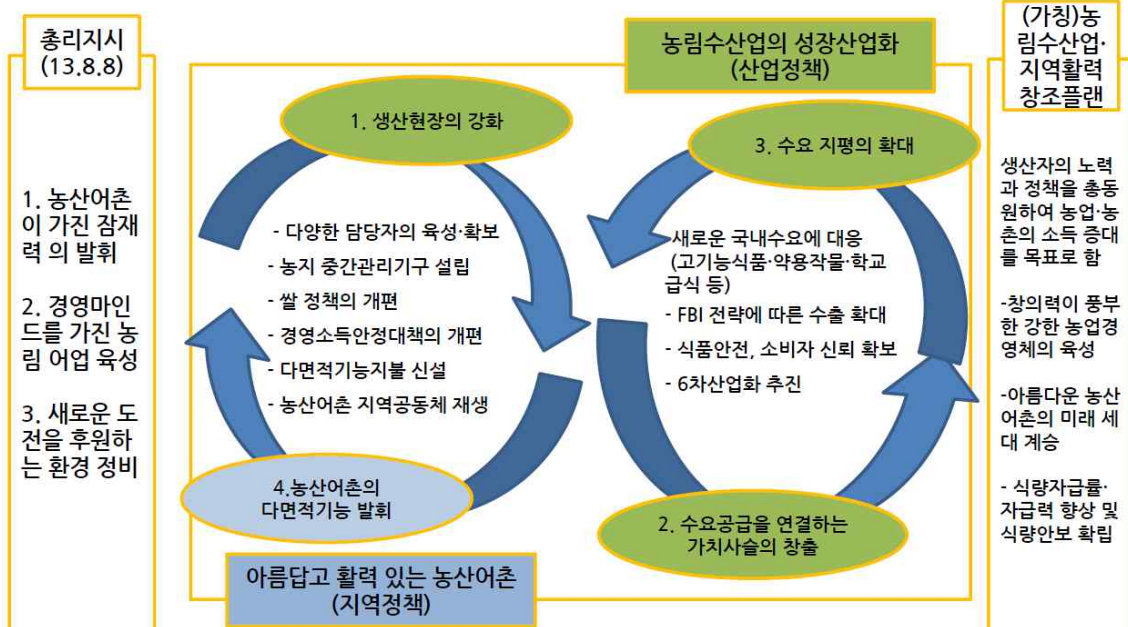 총리지시
(13.8.8)
1. 농산어촌
이 가진 잠재
력 의 발휘
2. 경영마인
드를 가진 농
림 어업 육성
3. 새로운 도
전을 후원하
는 환경 정비
농림수산업의 성장산업화
(산업정책)
1. 생산현장의 강화
- 다양한 담당자의 육성·확보
- 농지 중간관리기구 설립
- 쌀 정책의 개편
- 경영소득안정대책의 개편
- 다면적기능지불 신설
- 농산어촌 지역공동체 재생
3. 수요 지평의 확대
새로운 국내수요에 대응
(고기능식품·약용작물·학교
급식 등)
- FBI 전략에 따른 수출 확대
- 식품안전, 소비자 신뢰 확보
- 6차산업화 추진
4.농산어촌의
다면적기능 발휘
2. 수요공급을 연결하는
가치사슬의 창출
아름답고 활력 있는 농산어촌
(지역정책)
(가칭)농
림수산업·
지역활력
창조플랜
생산자의 노력
과 정책을 총동
원하여 농업·농
촌의 소득 증대
를 목표로 함
-창의력이 풍부
한 강한 농업경
영체의 육성
-아름다운 농산
어촌의 미래 세
대 계승
- 식량자급률·
자급력 향상 및
식량안보 확립